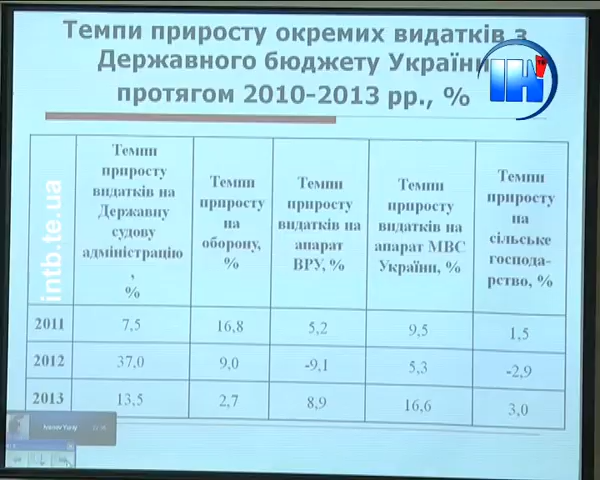 Темпи приросту окремих видатків з
Державного бюджету України
протягом 2010-2013 рр., %
ІН
intb.te.ua
Темпи
приросту
видатків на
Державну
судову
адміністрацію
,
%
Темпи
приросту
на
оборону,
%
Темпи
приросту
видатків на
апарат
ВРУ, %
Темпи
приросту
видатків на
апарат МВС
України, %
Темпи
приросту
на
сільське
господа-
рство, %
2011 7,5 16,8 5,2 9,5 1,5
2012 37,0 9,0 -9,1 5,3 -2,9
2013 13,5 2,7 8,9 16,6 3,0